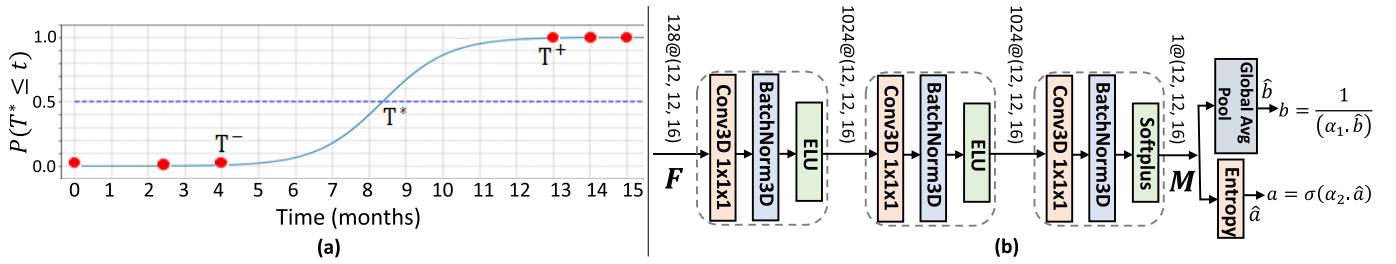 P(T* ≤ t)
1.0
0.5
0.0
T⁺
T*
T⁻
0 2 3 4 5 6 7 8 9 10 11 12 13 14 15
Time (months)
(a)
128@(12, 12, 16)
1024@(12, 12, 16)
1024@(12, 12, 16)
1@(12, 12, 16)
F
Conv3D 1x1x1
BatchNorm3D
ELU
Conv3D 1x1x1
BatchNorm3D
ELU
Conv3D 1x1x1
BatchNorm3D
Softplus
M
Global Avg
Pool
b̂
b = 1 / (α₁.b̂)
Entropy
â
a = σ(α₂.â)
(b)